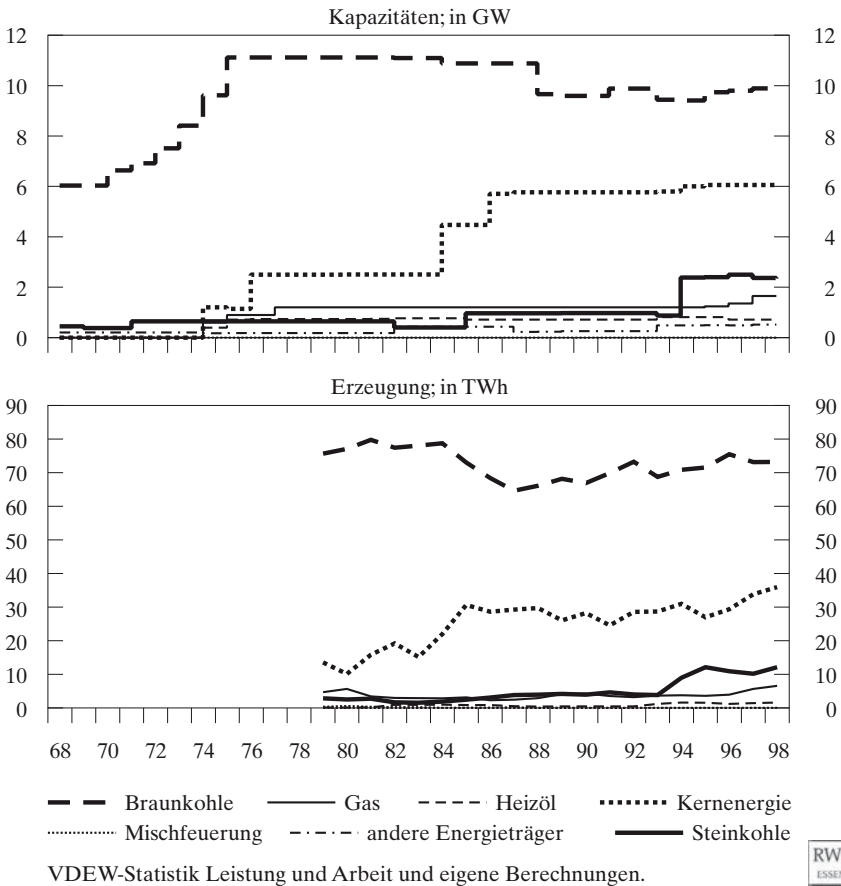 Kapazitäten; in GW
12 12
10 10
8 8
6 6
4 4
2 2
0 0
Erzeugung; in TWh
90 90
80 80
70 70
60 60
50 50
40 40
30 30
20 20
10 10
0 0
68 70 72 74 76 78 80 82 84 86 88 90 92 94 96 98
Braunkohle Gas Heizöl Kernenergie
Mischfeuerung andere Energieträger Steinkohle
VDEW-Statistik Leistung und Arbeit und eigene Berechnungen.
RW
ESSEN